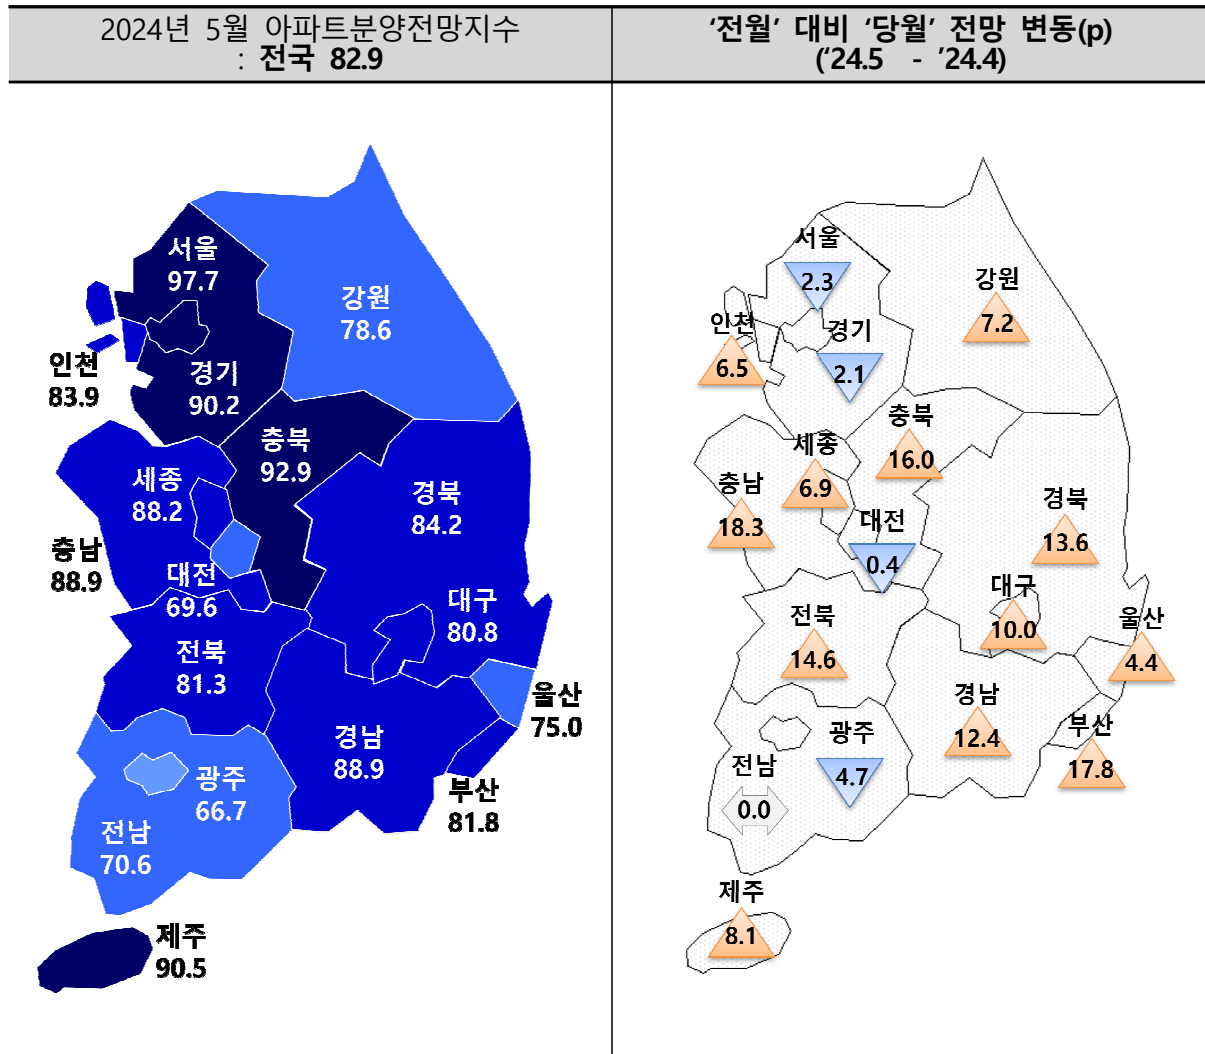 2024년 5월 아파트분양전망지수
: 전국 82.9
‘전월’ 대비 ‘당월’ 전망 변동(p)
(‘24.5 - ’24.4)
서울
97.7
강원
78.6
인천
83.9
경기
90.2
충북
92.9
세종
88.2
경북
84.2
충남
88.9
대전
69.6
대구
80.8
전북
81.3
울산
75.0
경남
88.9
광주
66.7
부산
81.8
전남
70.6
제주
90.5
서울
2.3
강원
7.2
인천
6.5
경기
2.1
충북
16.0
세종
6.9
충남
18.3
경북
13.6
대전
0.4
대구
10.0
전북
14.6
울산
4.4
경남
12.4
부산
17.8
광주
4.7
전남
0.0
제주
8.1